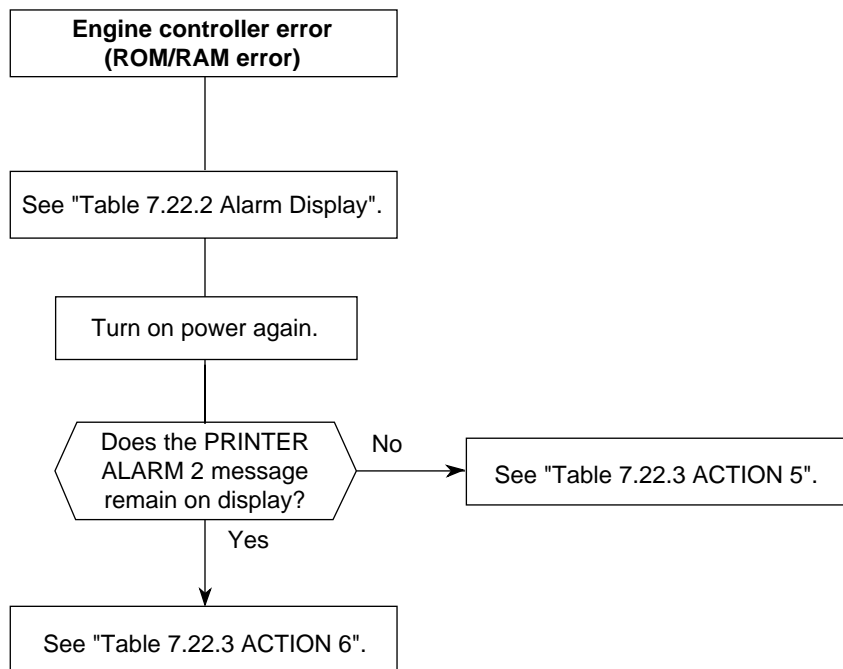 Engine controller error
(ROM/RAM error)
See "Table 7.22.2 Alarm Display".
Turn on power again.
Does the PRINTER
ALARM 2 message
remain on display?
No
See "Table 7.22.3 ACTION 5".
Yes
See "Table 7.22.3 ACTION 6".